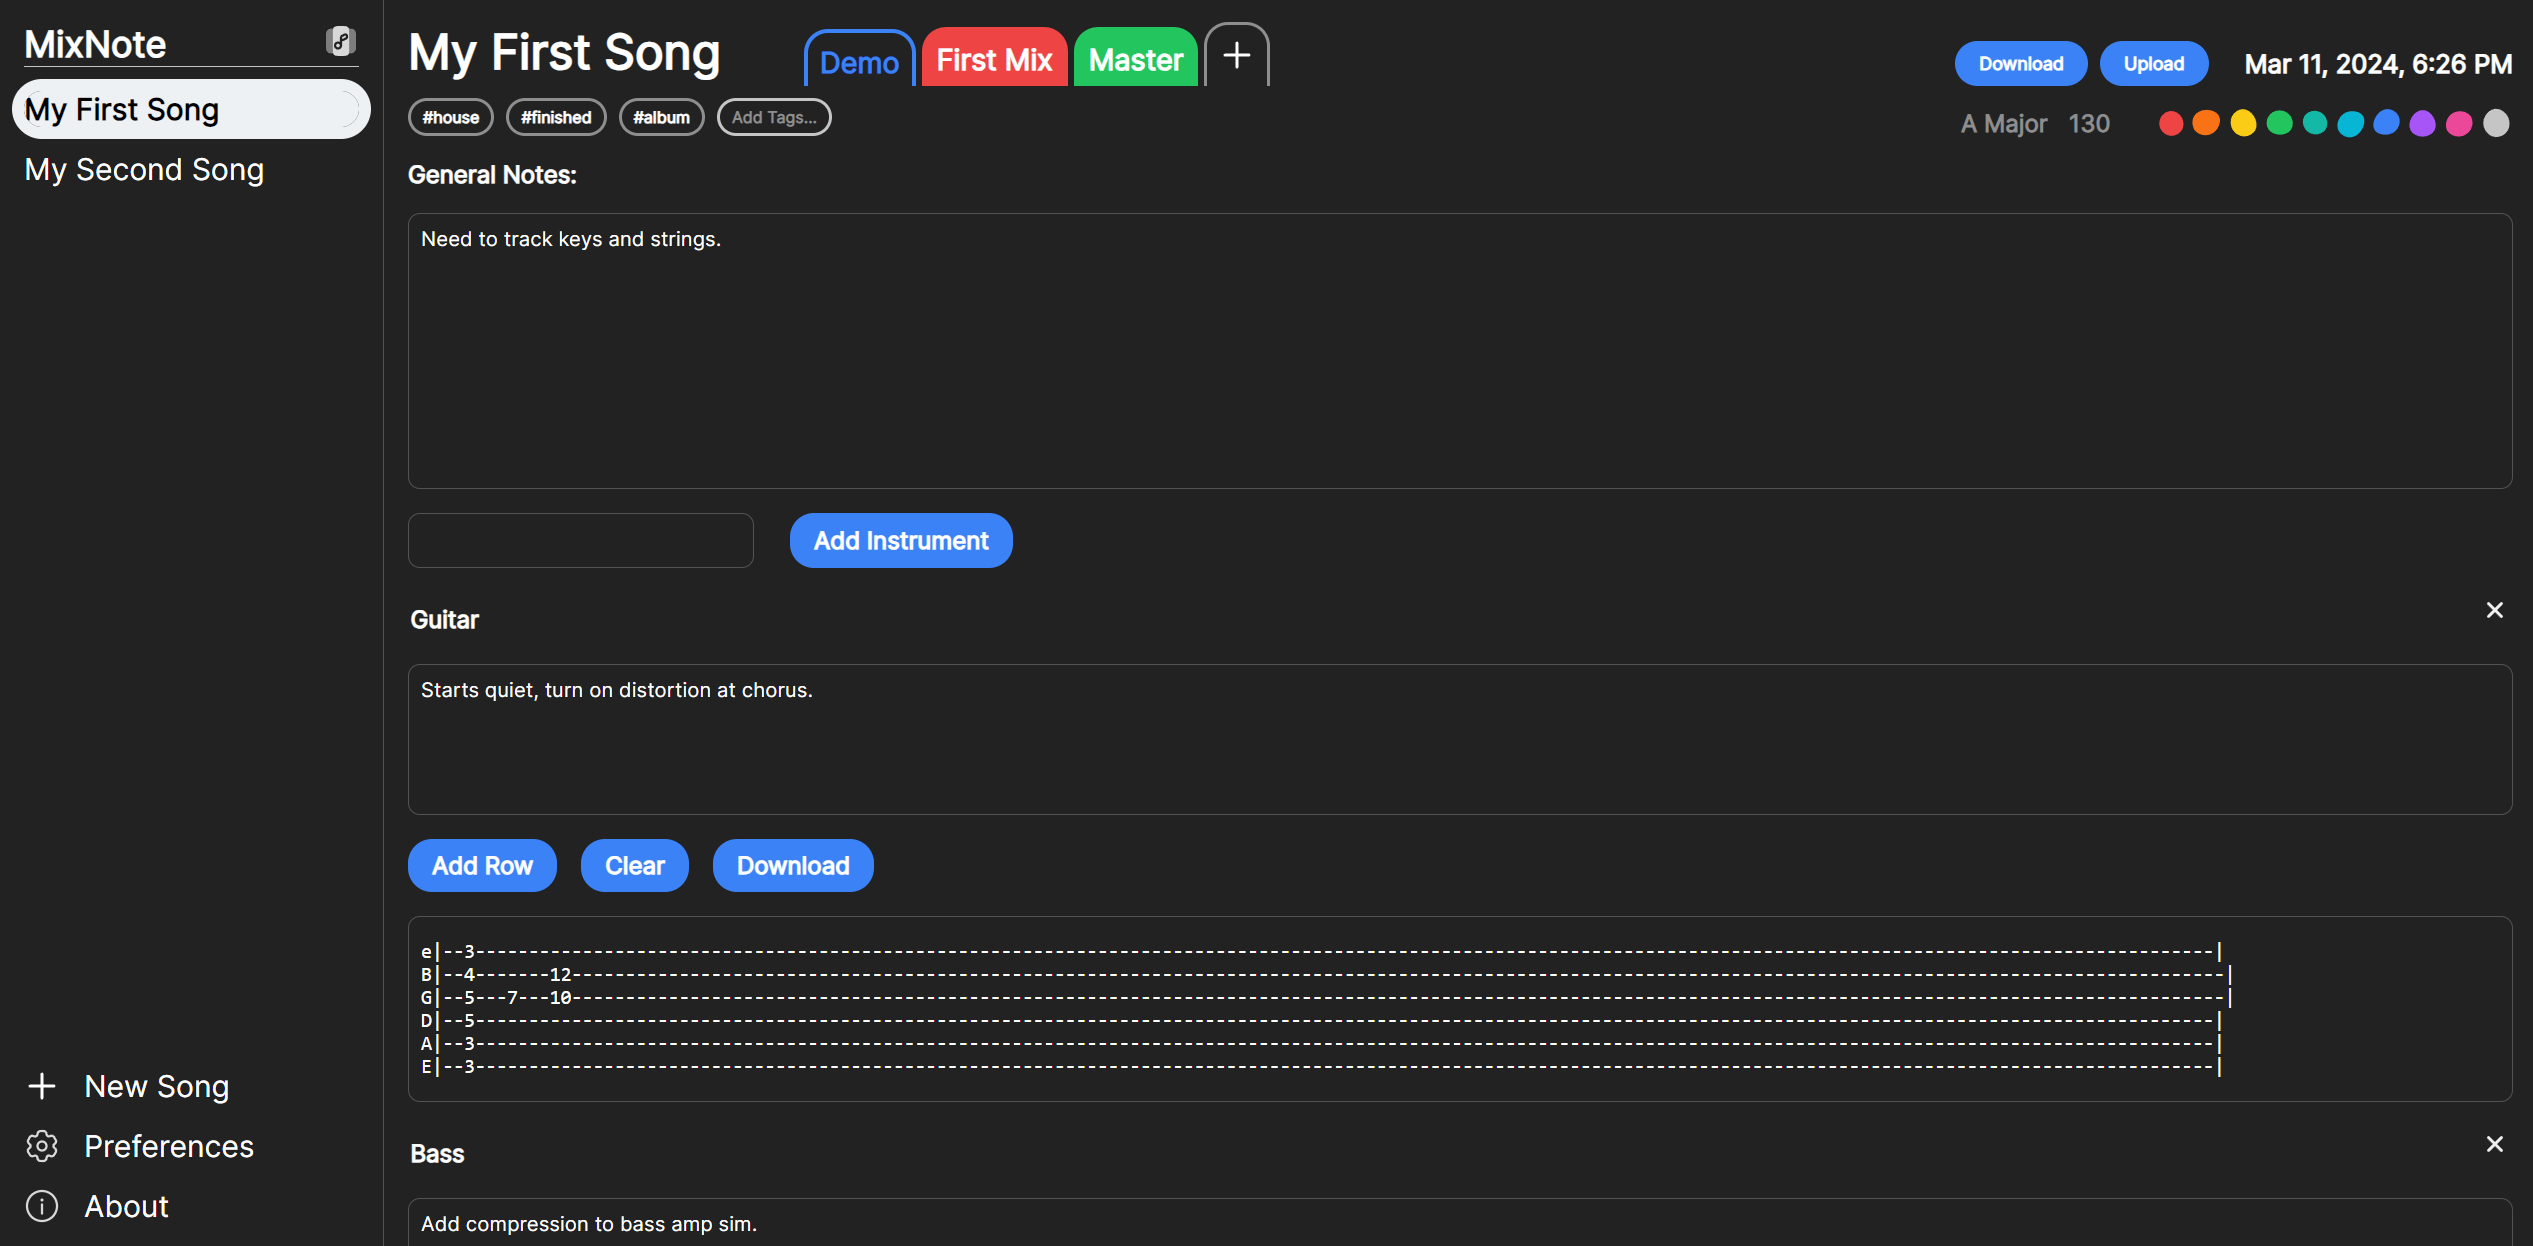 MixNote
My First Song
My Second Song
New Song
Preferences
About
My First Song
Demo
First Mix
Master
Download
Upload
Mar 11, 2024, 6:26 PM
#house
#finished
#album
Add Tags...
A Major 130
General Notes:
Need to track keys and strings.
Add Instrument
Guitar
Starts quiet, turn on distortion at chorus.
Add Row
Clear
Download
e|--3-----------------------------------------------------------------------------------------------------------------------------------------------------------------|
B|--4-------12---------------------------------------------------------------------------------------------------------------------------------------------------------|
G|--5---7---10---------------------------------------------------------------------------------------------------------------------------------------------------------|
D|--5-----------------------------------------------------------------------------------------------------------------------------------------------------------------|
A|--3-----------------------------------------------------------------------------------------------------------------------------------------------------------------|
E|--3-----------------------------------------------------------------------------------------------------------------------------------------------------------------|
Bass
Add compression to bass amp sim.